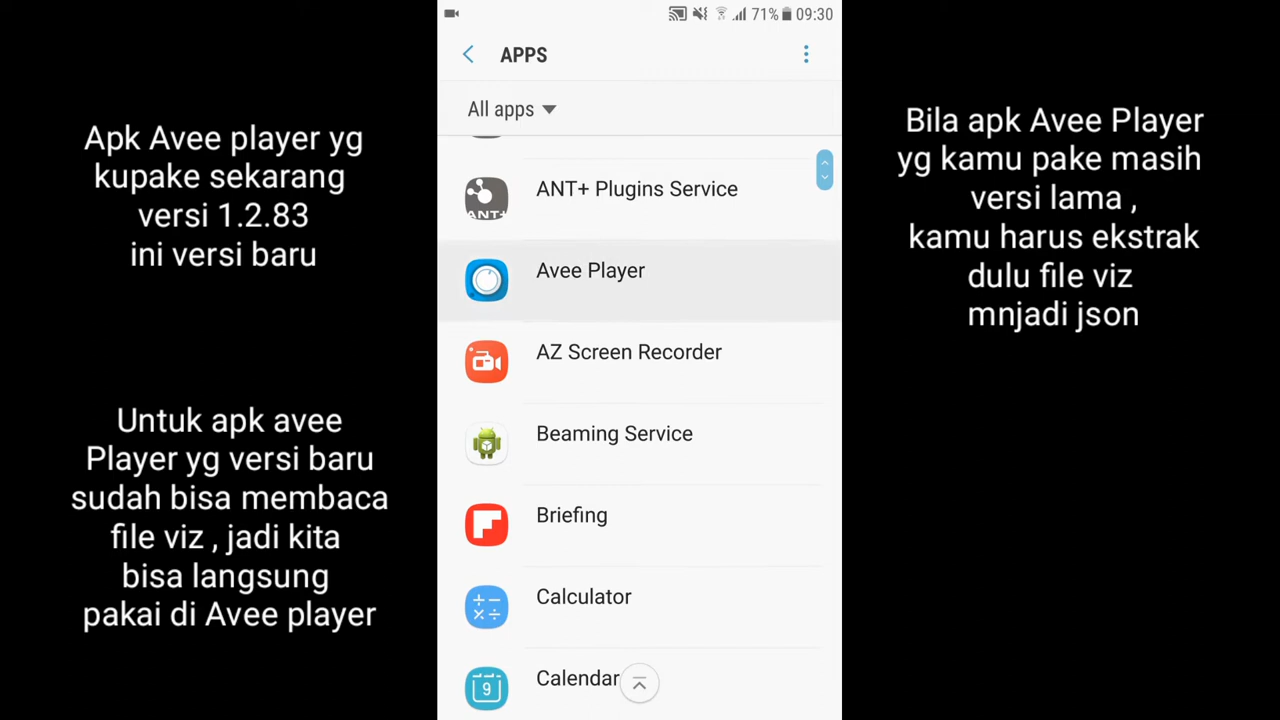 71% 09:30
APPS
All apps
ANT+ Plugins Service
ANT+
Avee Player
AZ Screen Recorder
Beaming Service
Briefing
Calculator
Calendar
9
Apk Avee player yg
kupake sekarang
versi 1.2.83
ini versi baru
Untuk apk avee
Player yg versi baru
sudah bisa membaca
file viz , jadi kita
bisa langsung
pakai di Avee player
Bila apk Avee Player
yg kamu pake masih
versi lama ,
kamu harus ekstrak
dulu file viz
mnjadi json